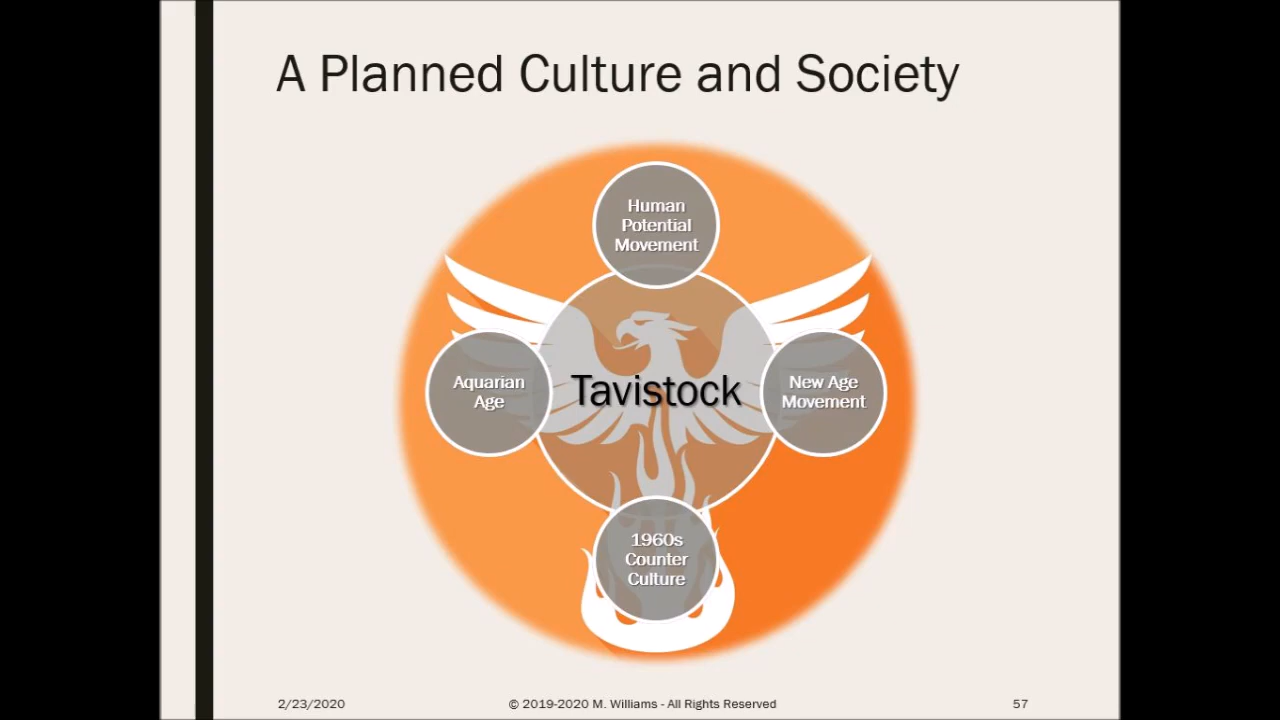 A Planned Culture and Society
Human
Potential
Movement
Aquarian
Age
Tavistock
New Age
Movement
1960s
Counter
Culture
2/23/2020
© 2019-2020 M. Williams - All Rights Reserved
57